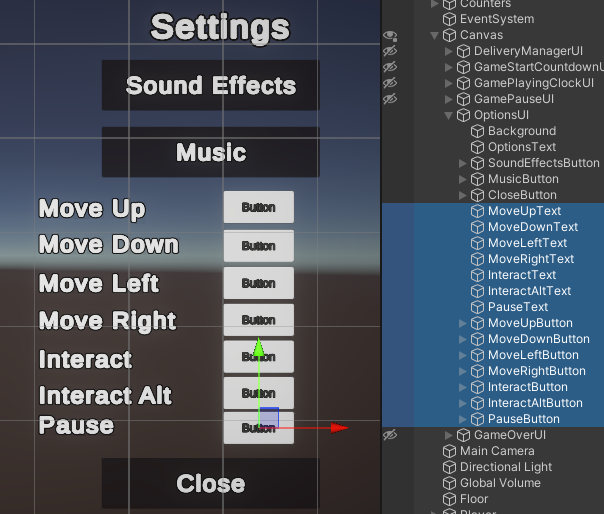 Settings
Sound Effects
Music
Move Up
Button
Move Down
Button
Move Left
Button
Move Right
Button
Interact
Button
Interact Alt
Button
Pause
Button
Close
Counters
EventSystem
Canvas
DeliveryManagerUI
GameStartCountdownU
GamePlayingClockUI
GamePauseUI
OptionsUI
Background
OptionsText
SoundEffectsButton
MusicButton
CloseButton
MoveUpText
MoveDownText
MoveLeftText
MoveRightText
InteractText
InteractAltText
PauseText
MoveUpButton
MoveDownButton
MoveLeftButton
MoveRightButton
InteractButton
InteractAltButton
PauseButton
GameOverUI
Main Camera
Directional Light
Global Volume
Floor
Player